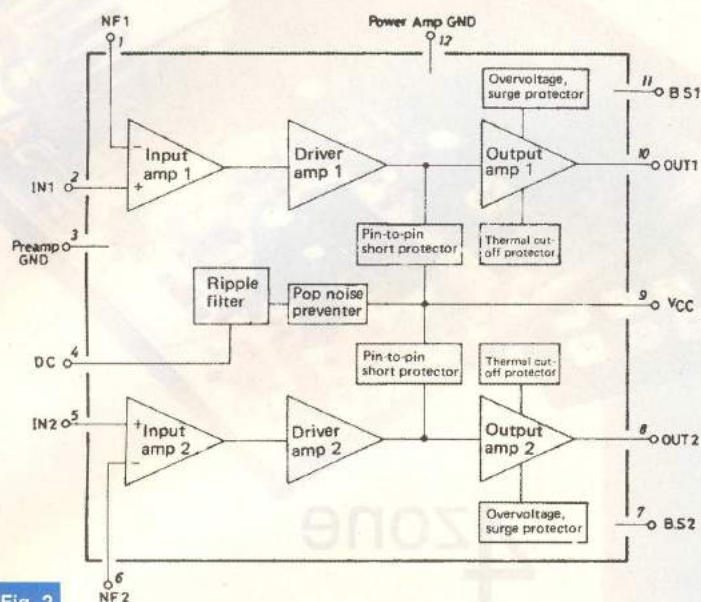 NF1
Power Amp GND
1
12
Overvoltage,
surge protector
11
B.S1
Input
amp 1
Driver
amp 1
Output
amp 1
10
OUT1
−
+
2
IN1
3
Preamp
GND
Pin-to-pin
short protector
Thermal cut-
off protector
Ripple
filter
Pop noise
preventer
9
VCC
4
DC
Pin-to-pin
short protector
Thermal cut-
off protector
5
IN2
+
−
Input
amp 2
Driver
amp 2
Output
amp 2
8
OUT2
Overvoltage,
surge protector
7
B.S2
6
NF2